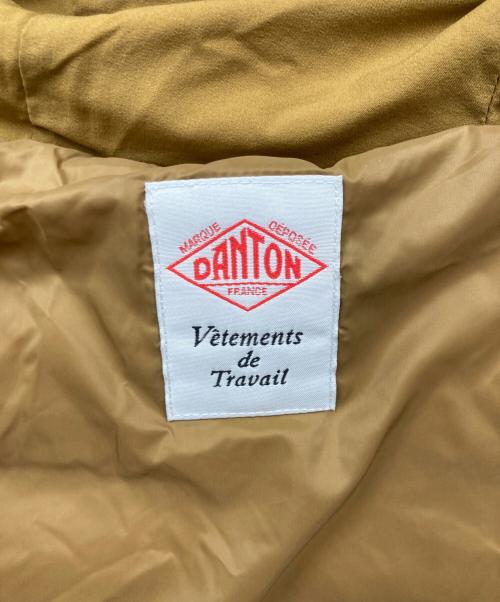 MARQUE DÉPOSÉE
DANTON
FRANCE
Vêtements
de
Travail